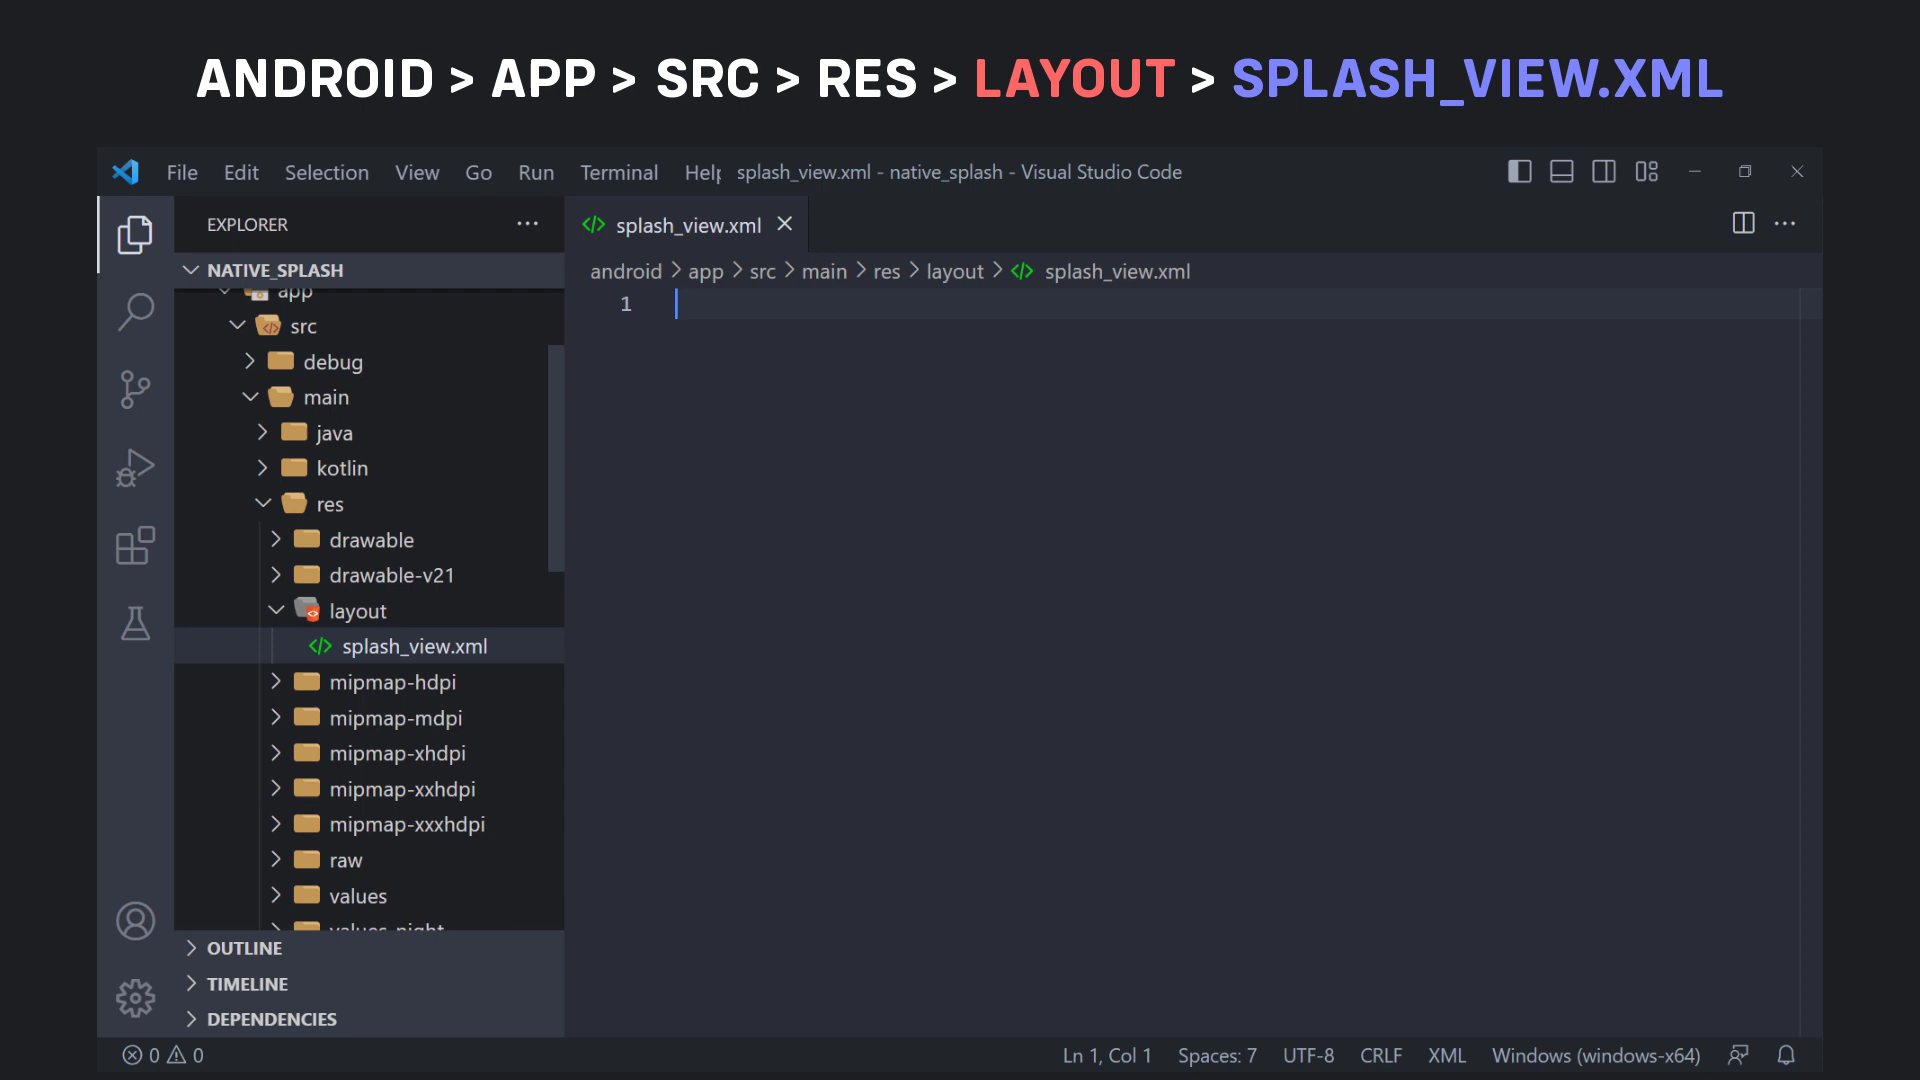 ANDROID > APP > SRC > RES > LAYOUT > SPLASH_VIEW.XML
File Edit Selection View Go Run Terminal Help splash_view.xml - native_splash - Visual Studio Code
EXPLORER
splash_view.xml
NATIVE_SPLASH
android > app > src > main > res > layout > splash_view.xml
1
app
src
debug
main
java
kotlin
res
drawable
drawable-v21
layout
splash_view.xml
mipmap-hdpi
mipmap-mdpi
mipmap-xhdpi
mipmap-xxhdpi
mipmap-xxxhdpi
raw
values
values-night
OUTLINE
TIMELINE
DEPENDENCIES
0 0
Ln 1, Col 1 Spaces: 7 UTF-8 CRLF XML Windows (windows-x64)